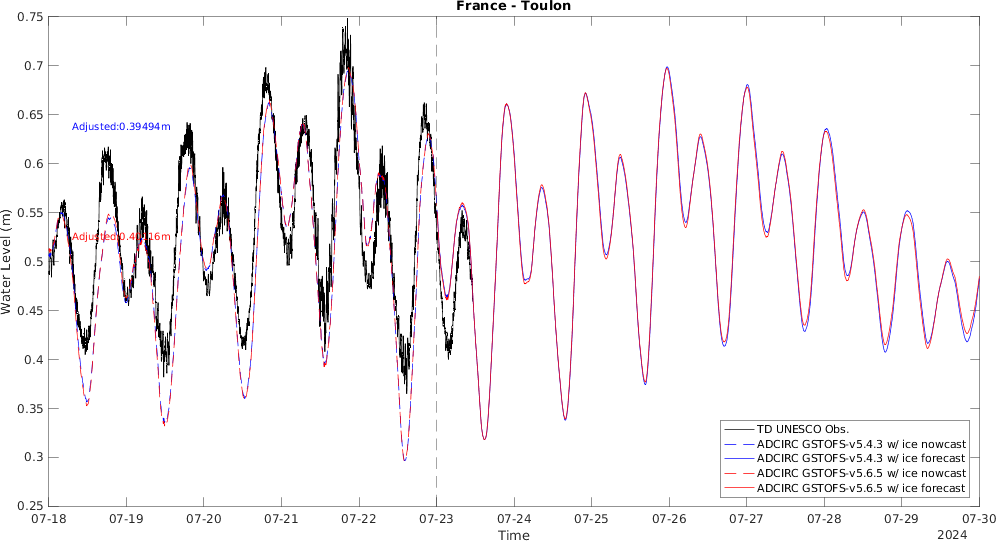 France - Toulon
0.75
0.7
0.65
0.6
0.55
0.5
0.45
0.4
0.35
0.3
0.25
Water Level (m)
Adjusted:0.39494m
07-18
07-19
07-20
07-21
07-22
07-23
07-24
07-25
07-26
07-27
07-28
07-29
07-30
Time
2024
TD UNESCO Obs.
ADCIRC GSTOFS-v5.4.3 w/ ice nowcast
ADCIRC GSTOFS-v5.4.3 w/ ice forecast
ADCIRC GSTOFS-v5.6.5 w/ ice nowcast
ADCIRC GSTOFS-v5.6.5 w/ ice forecast